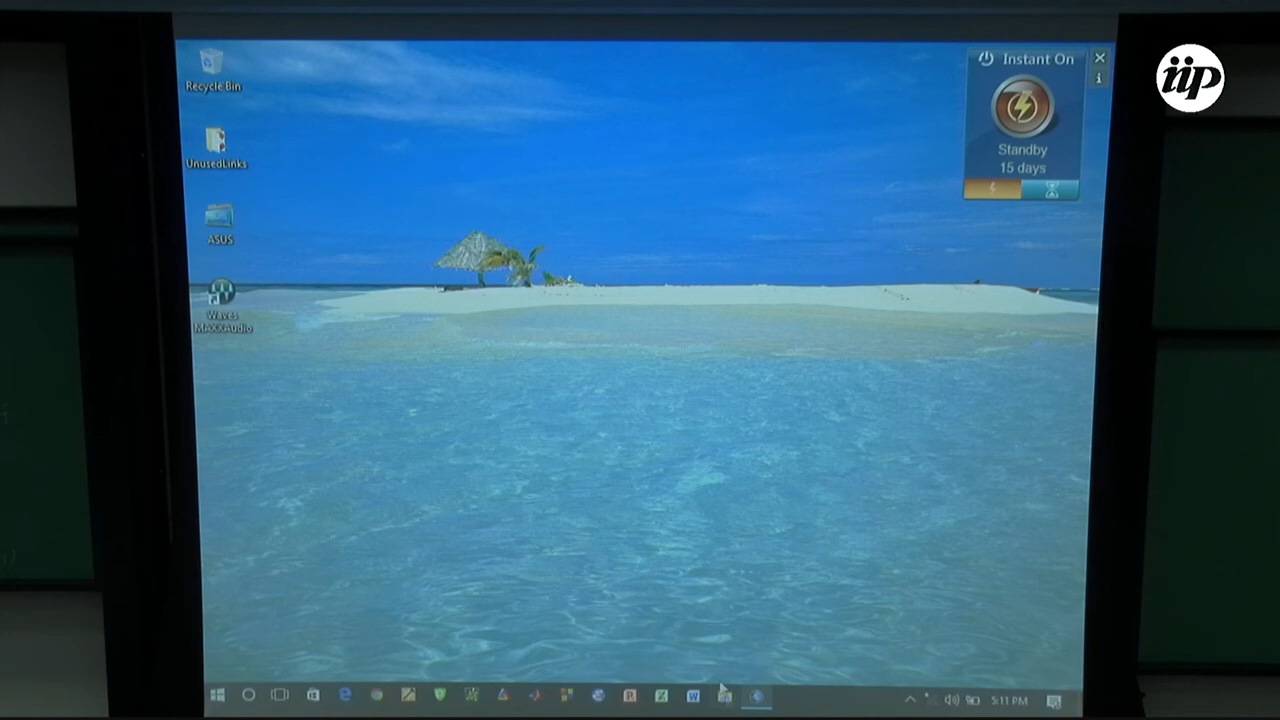 Recycle Bin
UnusedLinks
ASUS
Waves
MAXXAudio
Instant On
Standby
15 days
5:11 PM
iip